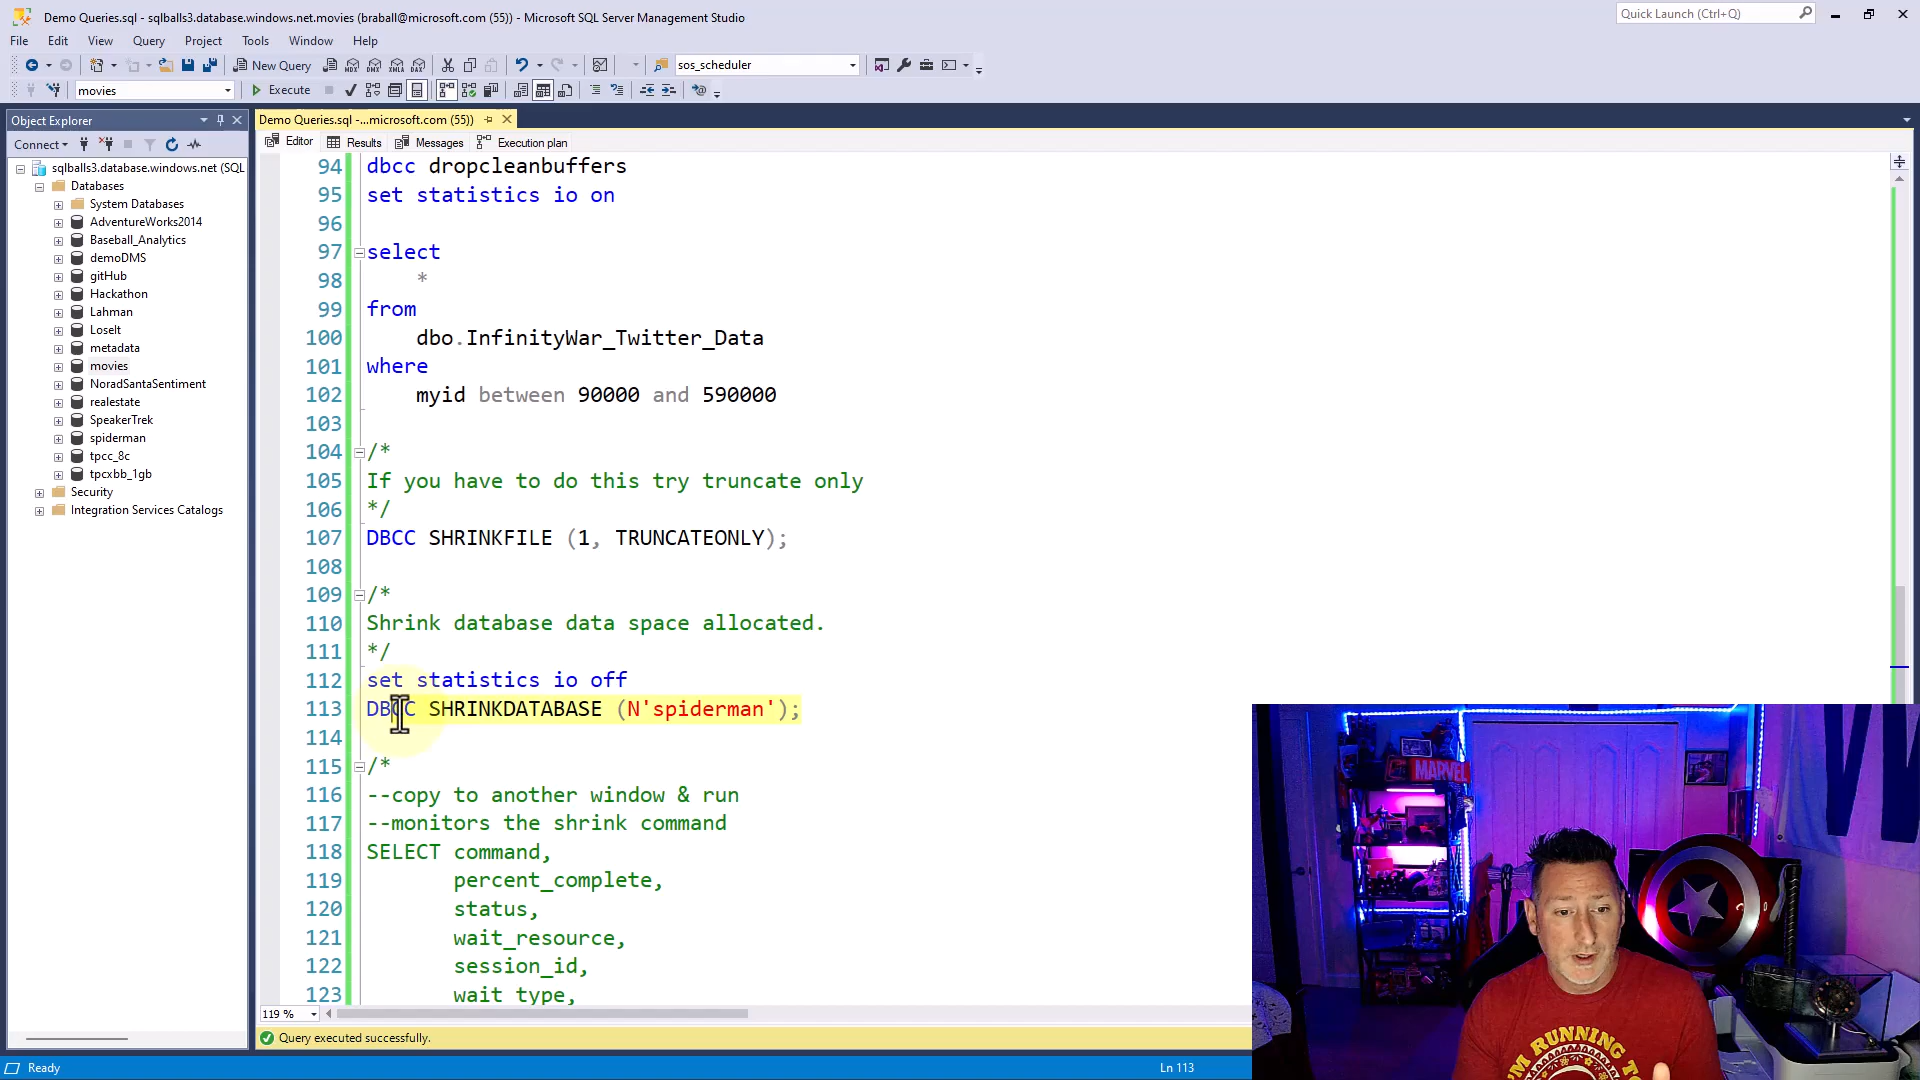 Demo Queries.sql - sqlballs3.database.windows.net.movies (braball@microsoft.com (55)) - Microsoft SQL Server Management Studio
Quick Launch (Ctrl+Q)
File Edit View Query Project Tools Window Help
New Query
MDX DMX XMLA DAX
sos_scheduler
movies
Execute
Object Explorer
Connect
sqlballs3.database.windows.net (SQL
Databases
System Databases
AdventureWorks2014
Baseball_Analytics
demoDMS
gitHub
Hackathon
Lahman
LoseIt
metadata
movies
NoradSantaSentiment
realestate
SpeakerTrek
spiderman
tpcc_8c
tpcxbb_1gb
Security
Integration Services Catalogs
Demo Queries.sql -...microsoft.com (55))
Editor Results Messages Execution plan
94 dbcc dropcleanbuffers
95 set statistics io on
96
97 select
98 *
99 from
100 dbo.InfinityWar_Twitter_Data
101 where
102 myid between 90000 and 590000
103
104 /*
105 If you have to do this try truncate only
106 */
107 DBCC SHRINKFILE (1, TRUNCATEONLY);
108
109 /*
110 Shrink database data space allocated.
111 */
112 set statistics io off
113 DBCC SHRINKDATABASE (N'spiderman');
114
115 /*
116 --copy to another window & run
117 --monitors the shrink command
118 SELECT command,
119 percent_complete,
120 status,
121 wait_resource,
122 session_id,
123 wait_type,
119 %
Query executed successfully.
Ready
Ln 113
MARVEL
RUNNING